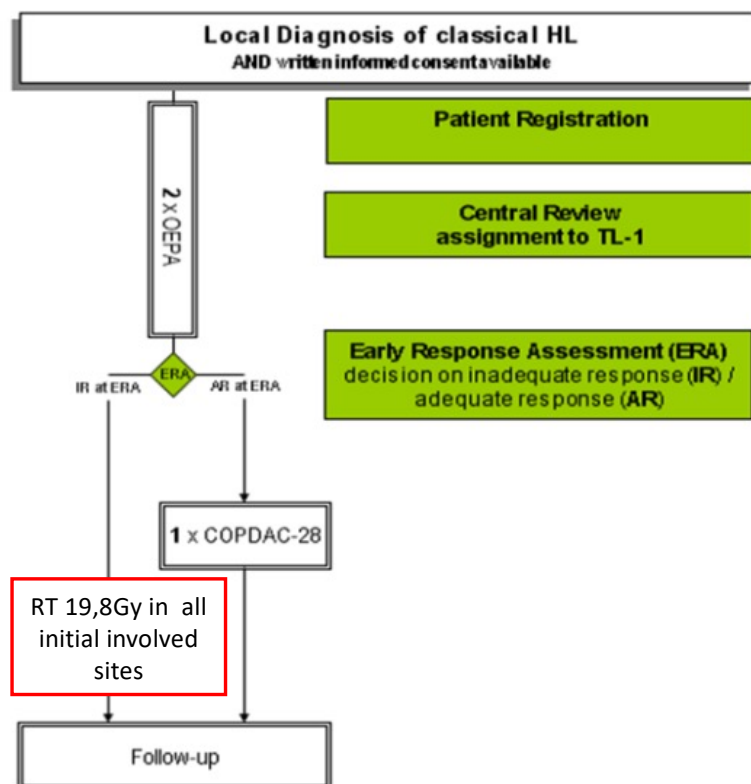 Local Diagnosis of classical HL
AND written informed consent available
Patient Registration
2 x OEPA
Central Review
assignment to TL-1
Early Response Assessment (ERA)
decision on inadequate response (IR) /
adequate response (AR)
ERA
IR at ERA
AR at ERA
1 x COPDAC-28
RT 19,8Gy in all
initial involved
sites
Follow-up